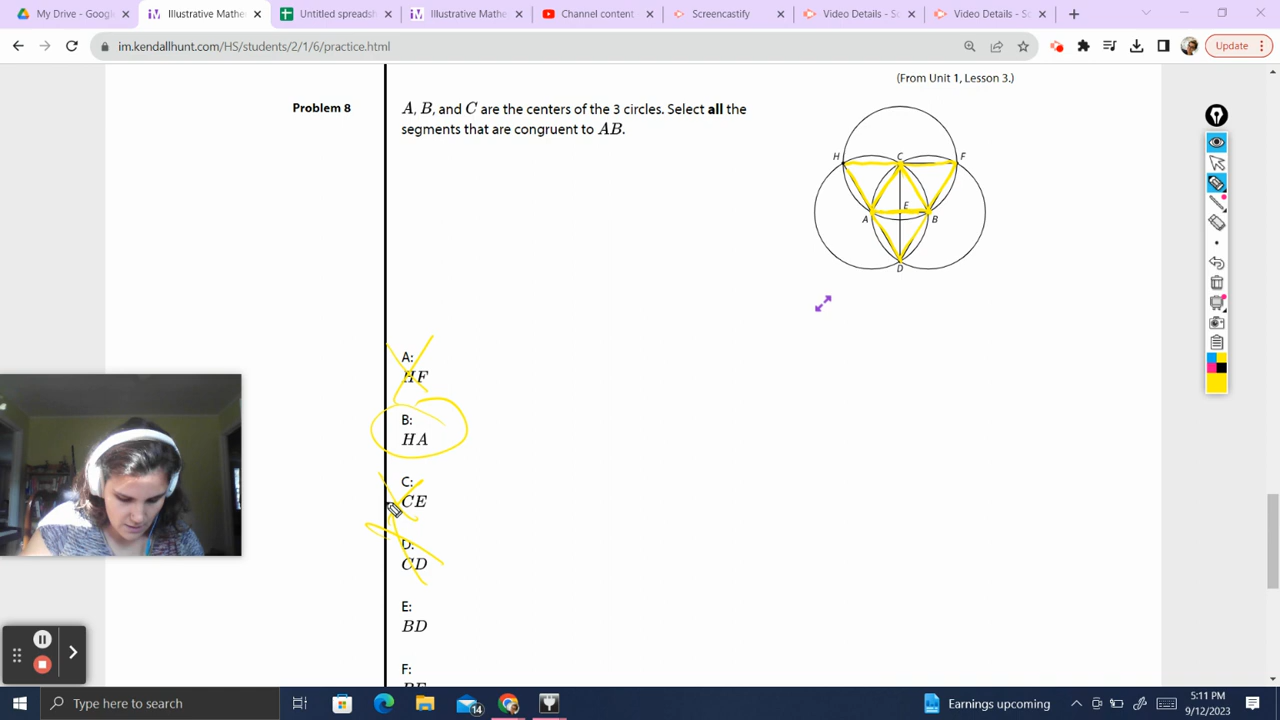 My Drive - Google
Illustrative Mathe
Untitled spreadsh
Illustrative Mathe
Channel content
Screencastify
Video Details - Sc
Video Details - Sc
im.kendallhunt.com/HS/students/2/1/6/practice.html
Update
(From Unit 1, Lesson 3.)
Problem 8
A, B, and C are the centers of the 3 circles. Select all the
segments that are congruent to AB.
H C F
A E B
D
A:
HF
B:
HA
C:
CE
D:
CD
E:
BD
F:
Type here to search
14
Earnings upcoming
5:11 PM
9/12/2023